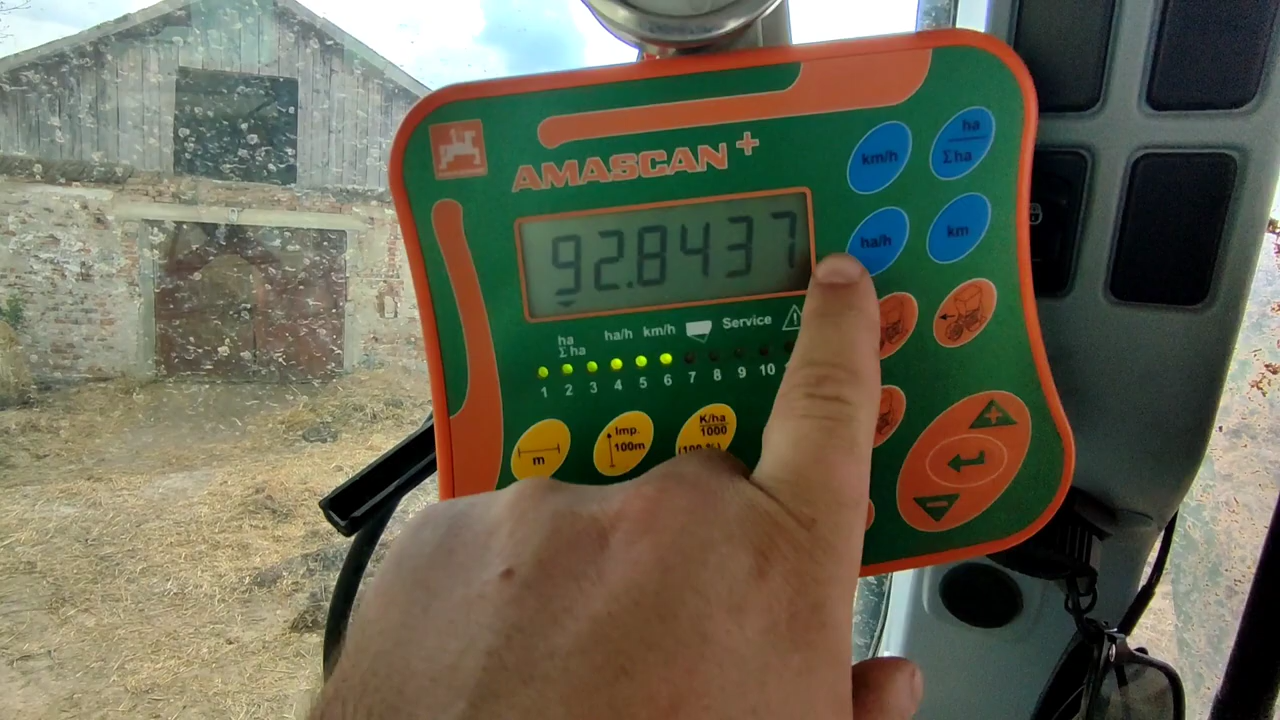 AMASCAN+
92.8437
km/h
ha
Σha
ha/h
km
ha
Σha
ha/h
km/h
Service
1 2 3 4 5 6 7 8 9 10
m
Imp.
100m
K/ha
1000
(100 %)
+
-